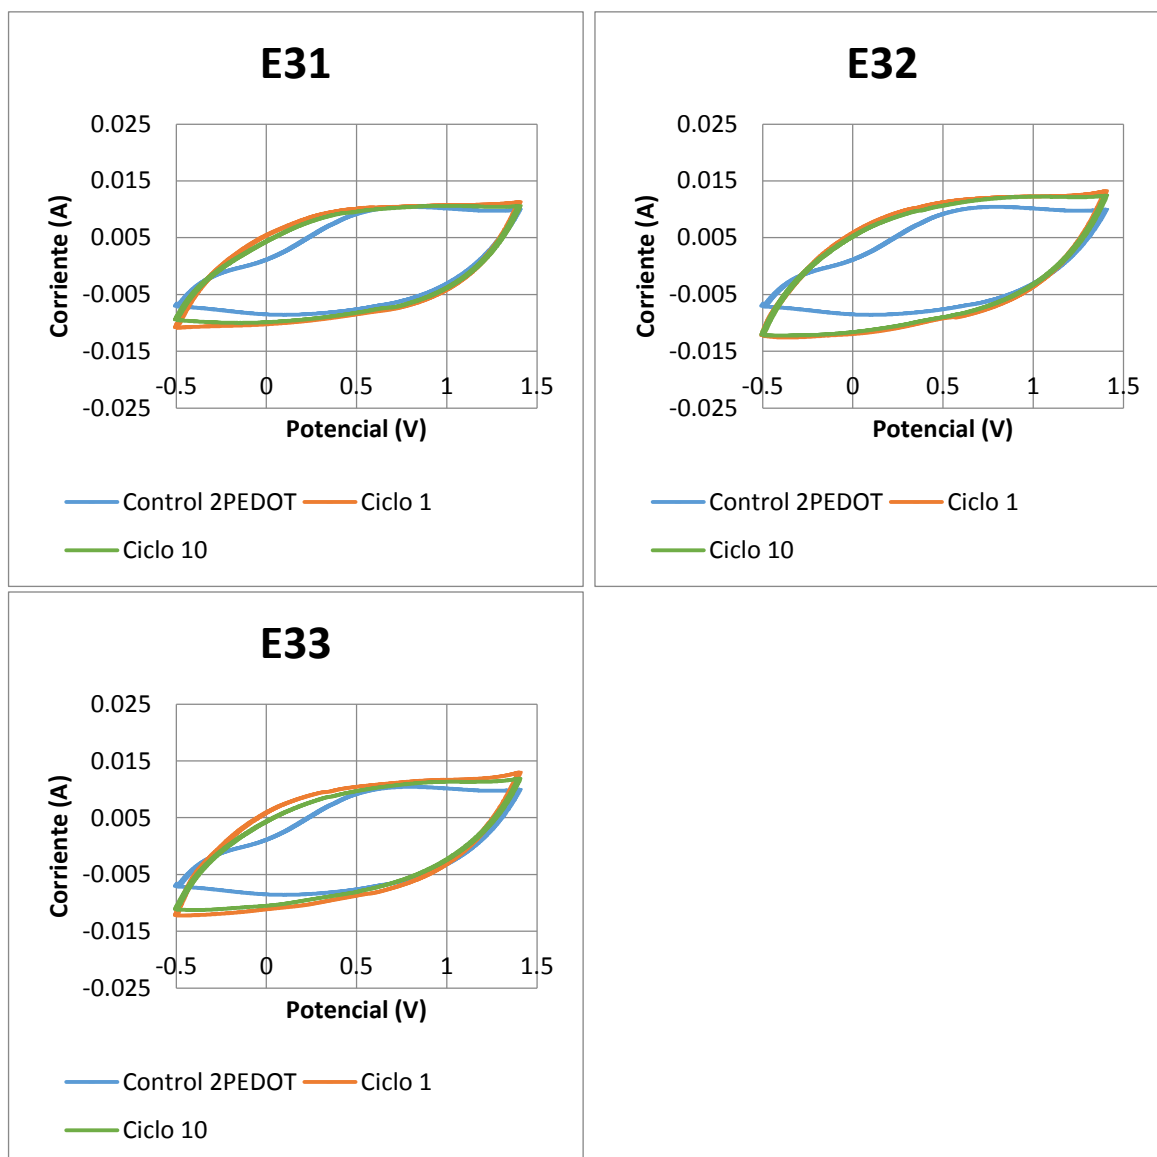 E31
0.025
0.015
0.005
-0.005
-0.015
-0.025
Corriente (A)
-0.5 0 0.5 1 1.5
Potencial (V)
Control 2PEDOT Ciclo 1
Ciclo 10
E32
0.025
0.015
0.005
-0.005
-0.015
-0.025
Corriente (A)
-0.5 0 0.5 1 1.5
Potencial (V)
Control 2PEDOT Ciclo 1
Ciclo 10
E33
0.025
0.015
0.005
-0.005
-0.015
-0.025
Corriente (A)
-0.5 0 0.5 1 1.5
Potencial (V)
Control 2PEDOT Ciclo 1
Ciclo 10